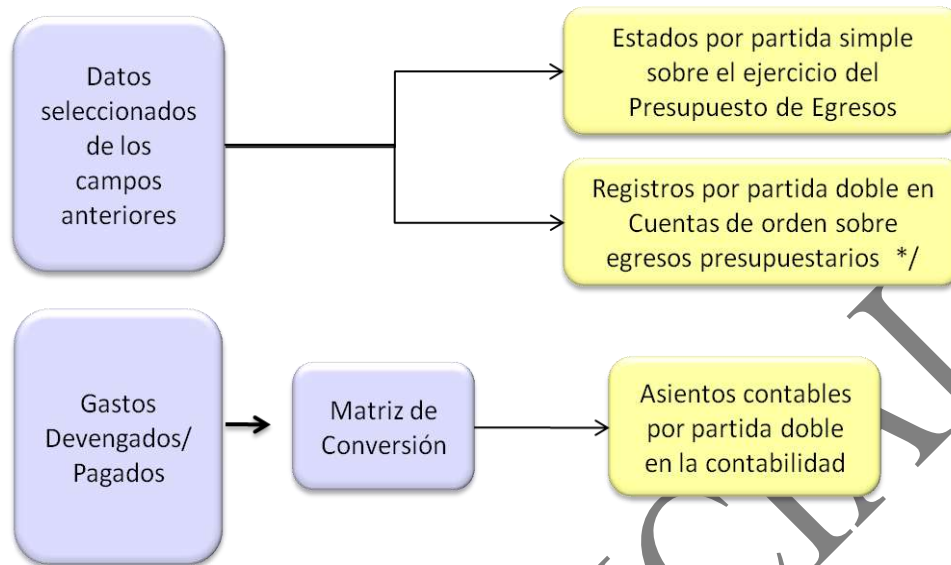 Datos
seleccionados
de los
campos
anteriores
Estados por partida simple
sobre el ejercicio del
Presupuesto de Egresos
Registros por partida doble en
Cuentas de orden sobre
egresos presupuestarios */
Gastos
Devengados/
Pagados
Matriz de
Conversión
Asientos contables
por partida doble
en la contabilidad